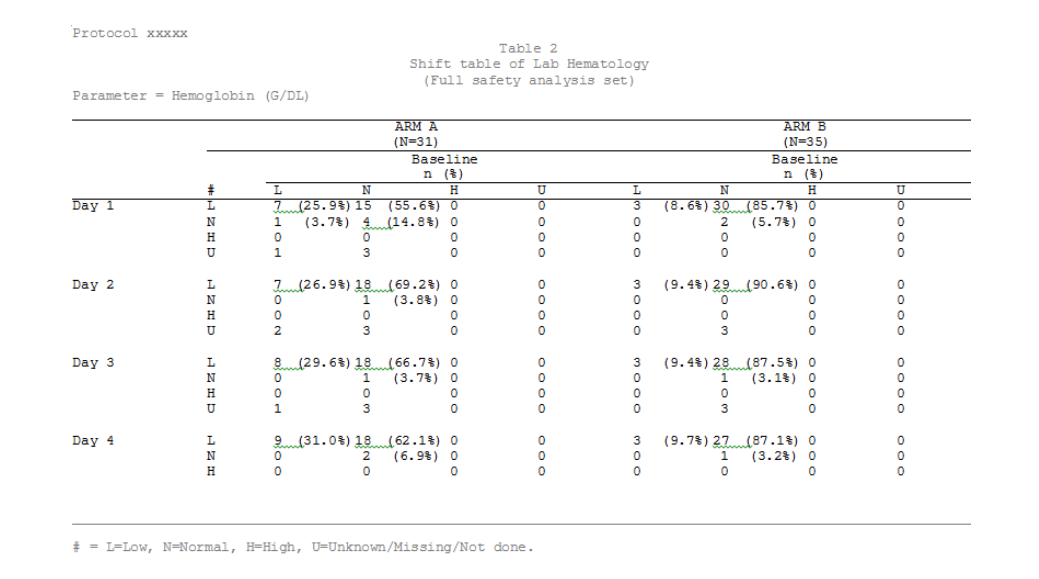 Protocol xxxxx
Table 2
Shift table of Lab Hematology
(Full safety analysis set)
Parameter = Hemoglobin (G/DL)
ARM A ARM B
(N=31) (N=35)
Baseline Baseline
n (%) n (%)
# L N H U L N H U
Day 1 L 7 (25.9%) 15 (55.6%) 0 0 3 (8.6%) 30 (85.7%) 0 0
N 1 (3.7%) 4 (14.8%) 0 0 0 2 (5.7%) 0 0
H 0 0 0 0 0 0 0 0
U 1 3 0 0 0 0 0 0
Day 2 L 7 (26.9%) 18 (69.2%) 0 0 3 (9.4%) 29 (90.6%) 0 0
N 0 1 (3.8%) 0 0 0 0 0 0
H 0 0 0 0 0 0 0 0
U 2 3 0 0 0 3 0 0
Day 3 L 8 (29.6%) 18 (66.7%) 0 0 3 (9.4%) 28 (87.5%) 0 0
N 0 1 (3.7%) 0 0 0 1 (3.1%) 0 0
H 0 0 0 0 0 0 0 0
U 1 3 0 0 0 3 0 0
Day 4 L 9 (31.0%) 18 (62.1%) 0 0 3 (9.7%) 27 (87.1%) 0 0
N 0 2 (6.9%) 0 0 0 1 (3.2%) 0 0
H 0 0 0 0 0 0 0 0
# = L=Low, N=Normal, H=High, U=Unknown/Missing/Not done.